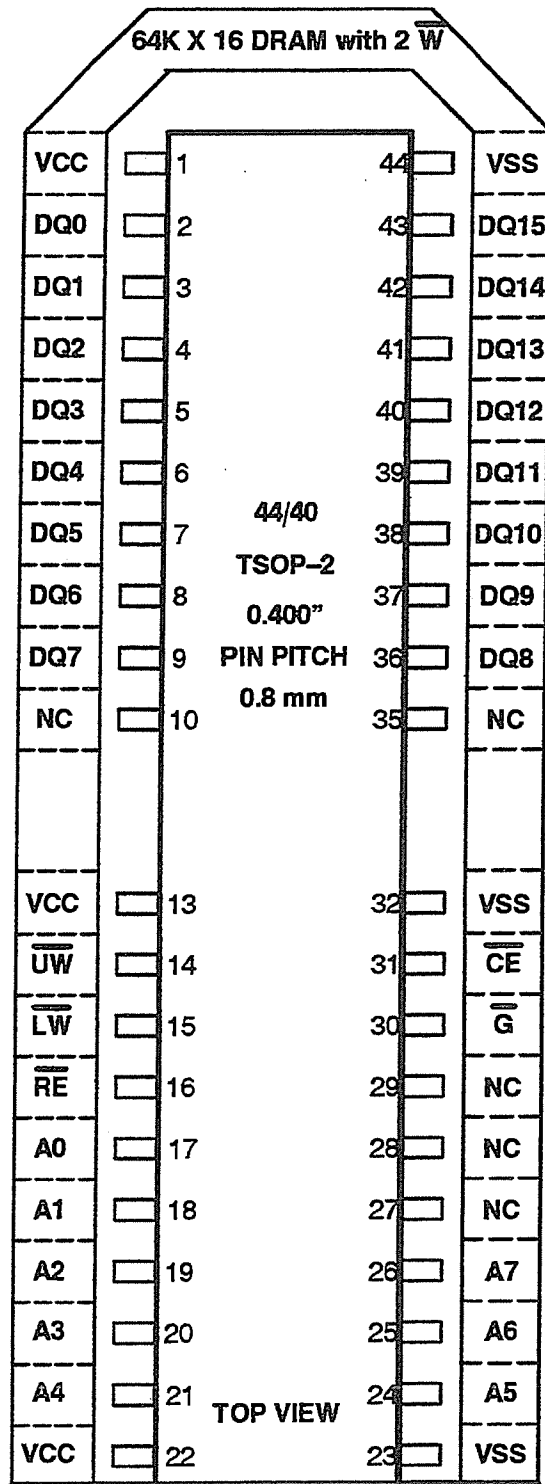 64K X 16 DRAM with 2 W̅
VCC 1 44 VSS
DQ0 2 43 DQ15
DQ1 3 42 DQ14
DQ2 4 41 DQ13
DQ3 5 40 DQ12
DQ4 6 39 DQ11
44/40
DQ5 7 38 DQ10
TSOP–2
DQ6 8 37 DQ9
0.400"
DQ7 9 PIN PITCH 36 DQ8
0.8 mm
NC 10 35 NC
VCC 13 32 VSS
U̅W̅ 14 31 C̅E̅
L̅W̅ 15 30 G̅
R̅E̅ 16 29 NC
A0 17 28 NC
A1 18 27 NC
A2 19 26 A7
A3 20 25 A6
A4 21 24 A5
TOP VIEW
VCC 22 23 VSS